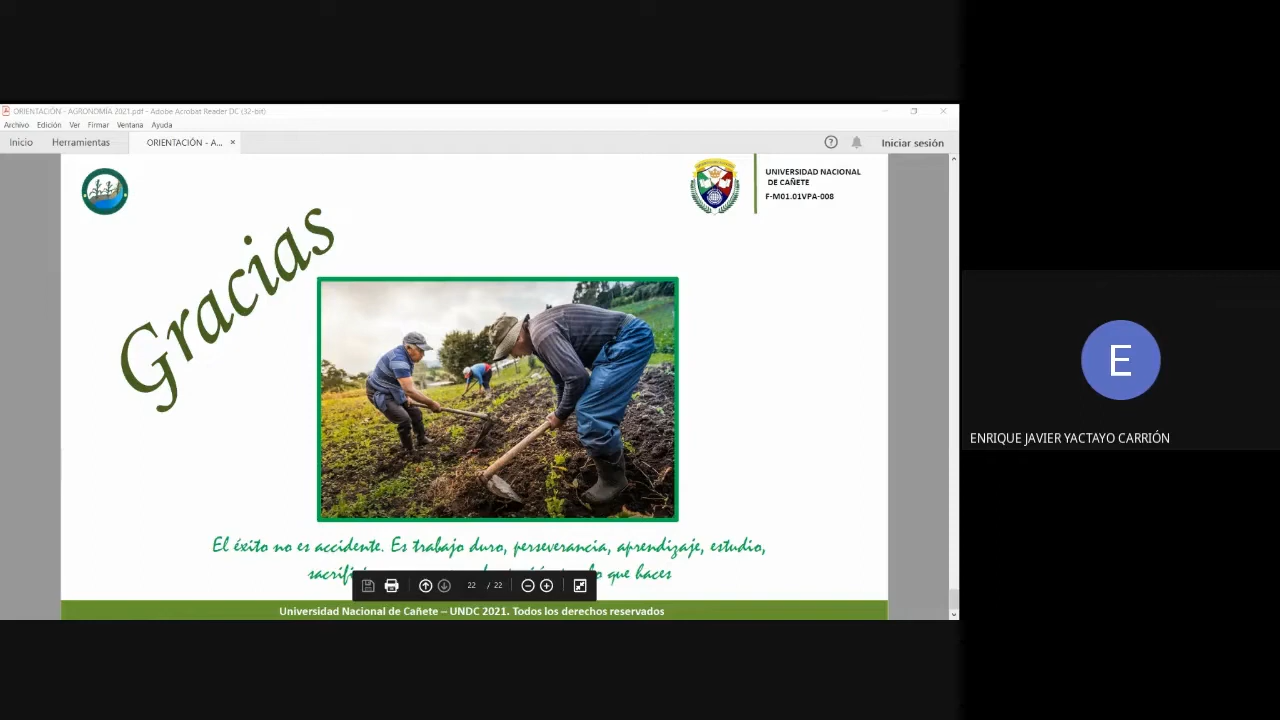 ORIENTACIÓN - AGRONOMÍA 2021.pdf - Adobe Acrobat Reader DC (32-bit)
Archivo Edición Ver Firmar Ventana Ayuda
Inicio Herramientas ORIENTACIÓN - A... × Iniciar sesión
UNIVERSIDAD NACIONAL
DE CAÑETE
F-M01.01VPA-008
Gracias
El éxito no es accidente. Es trabajo duro, perseverancia, aprendizaje, estudio,
que haces
22 / 22
Universidad Nacional de Cañete – UNDC 2021. Todos los derechos reservados
E
ENRIQUE JAVIER YACTAYO CARRIÓN